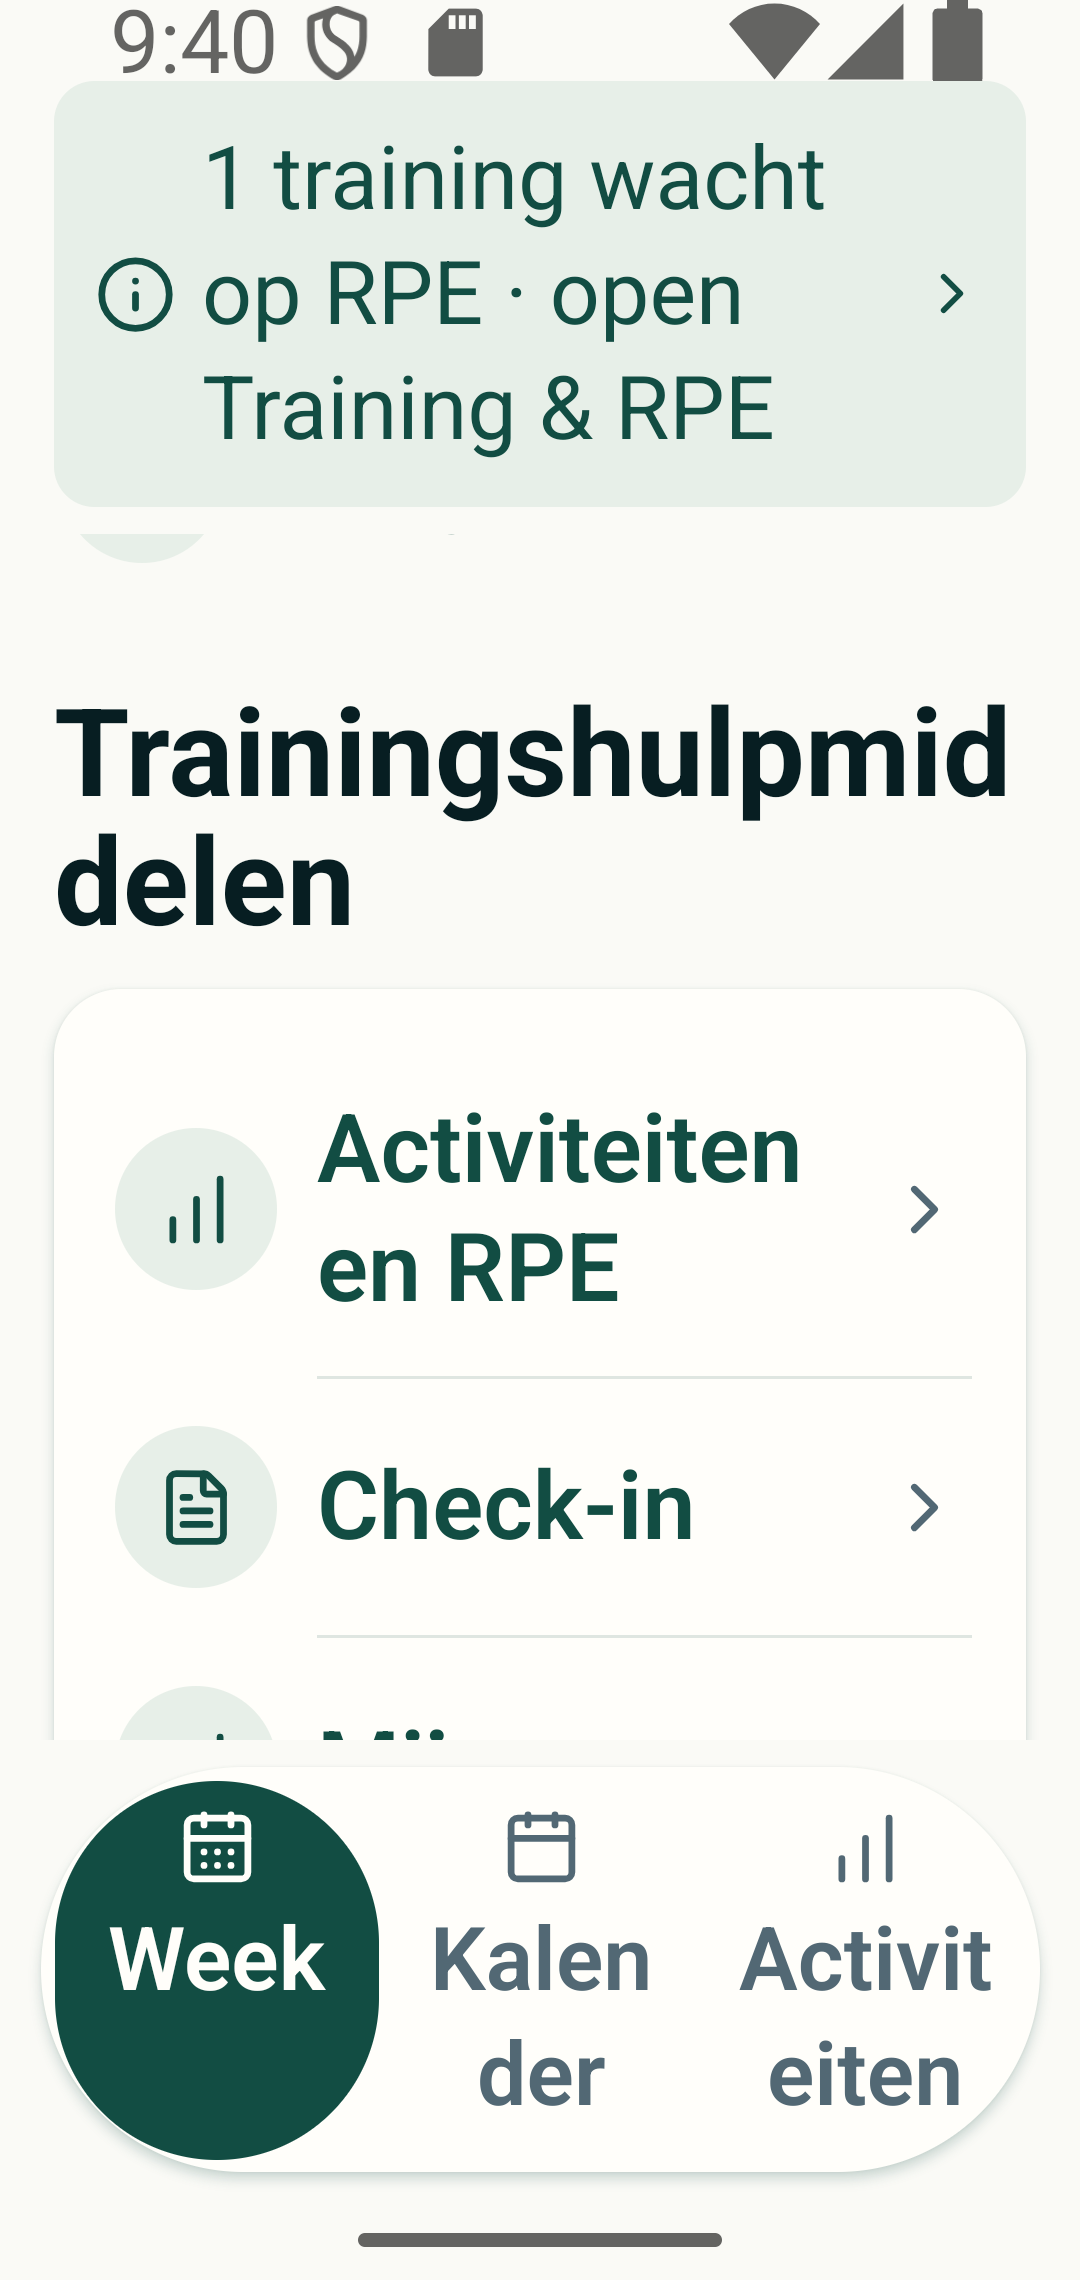 9:40
1 training wacht
op RPE · open
Training & RPE
Trainingshulpmid
delen
Activiteiten
en RPE
Check-in
Week
Kalen
der
Activit
eiten